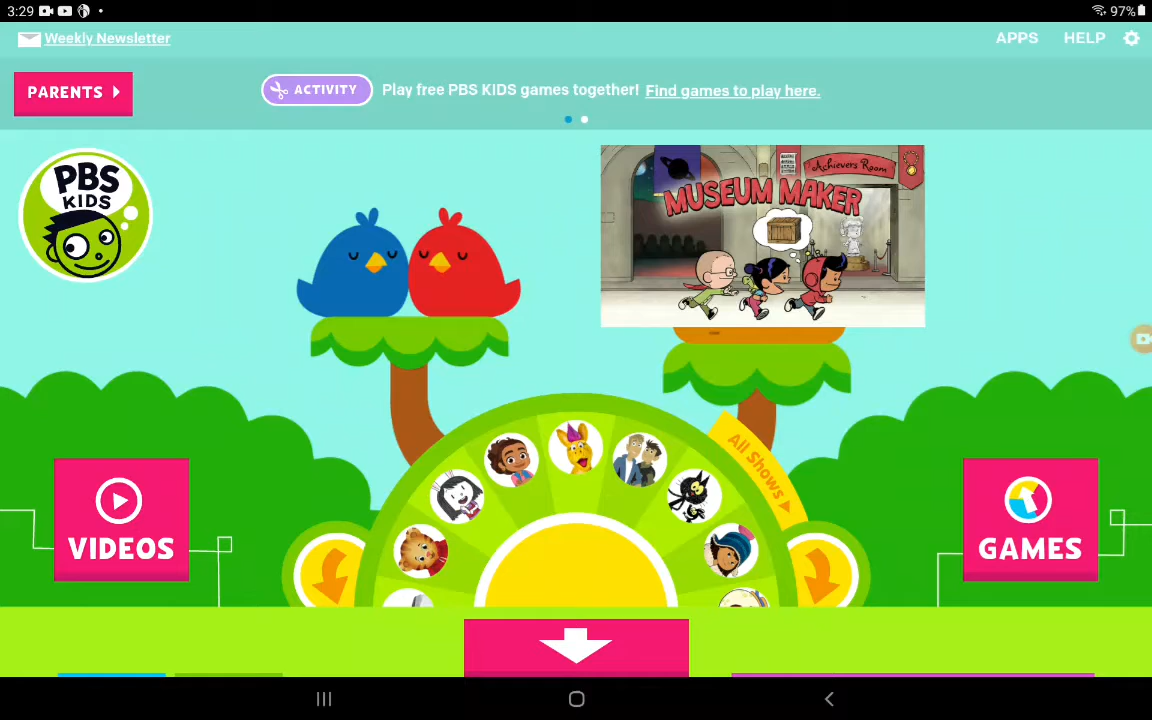 3:29
97%
Weekly Newsletter
APPS
HELP
PARENTS
ACTIVITY
Play free PBS KIDS games together! Find games to play here.
PBS
KIDS
Achievers Room
MUSEUM MAKER
All Shows
VIDEOS
GAMES